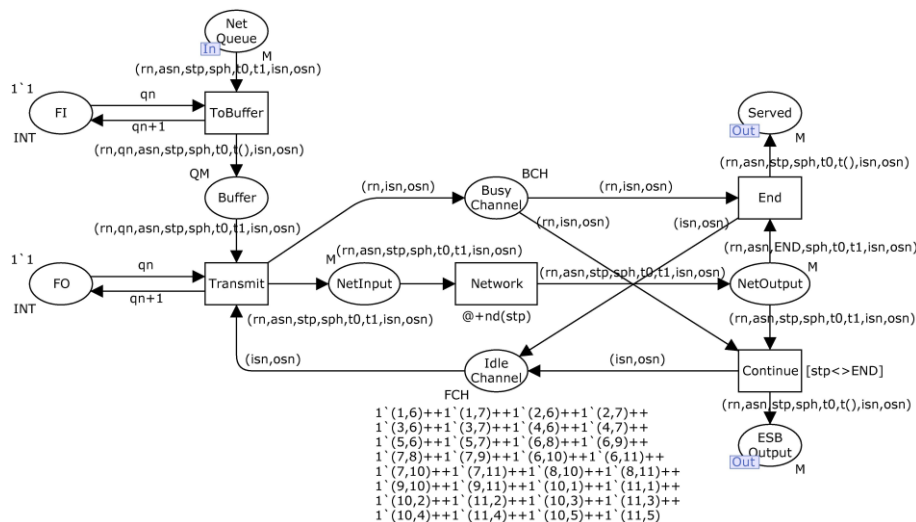 Net
Queue
In
M
(rn,asn,stp,sph,t0,t1,isn,osn)
1`1
FI
INT
qn
qn+1
ToBuffer
(rn,qn,asn,stp,sph,t0,t(),isn,osn)
QM
Buffer
(rn,qn,asn,stp,sph,t0,t1,isn,osn)
1`1
FO
INT
qn
qn+1
Transmit
(rn,asn,stp,sph,t0,t1,isn,osn)
(rn,isn,osn)
Busy
Channel
BCH
(rn,isn,osn)
(rn,isn,osn)
(isn,osn)
(rn,asn,stp,sph,t0,t1,isn,osn)
M
NetInput
Network
@+nd(stp)
(rn,asn,stp,sph,t0,t1,isn,osn)
Served
Out
M
(rn,asn,stp,sph,t0,t(),isn,osn)
End
(rn,asn,END,sph,t0,t1,isn,osn)
NetOutput
M
(rn,asn,stp,sph,t0,t1,isn,osn)
Continue
[stp<>END]
(rn,asn,stp,sph,t0,t(),isn,osn)
ESB
Output
Out
M
(isn,osn)
(isn,osn)
Idle
Channel
FCH
1`(1,6)++1`(1,7)++1`(2,6)++1`(2,7)++
1`(3,6)++1`(3,7)++1`(4,6)++1`(4,7)++
1`(5,6)++1`(5,7)++1`(6,8)++1`(6,9)++
1`(7,8)++1`(7,9)++1`(6,10)++1`(6,11)++
1`(7,10)++1`(7,11)++1`(8,10)++1`(8,11)++
1`(9,10)++1`(9,11)++1`(10,1)++1`(11,1)++
1`(10,2)++1`(11,2)++1`(10,3)++1`(11,3)++
1`(10,4)++1`(11,4)++1`(10,5)++1`(11,5)